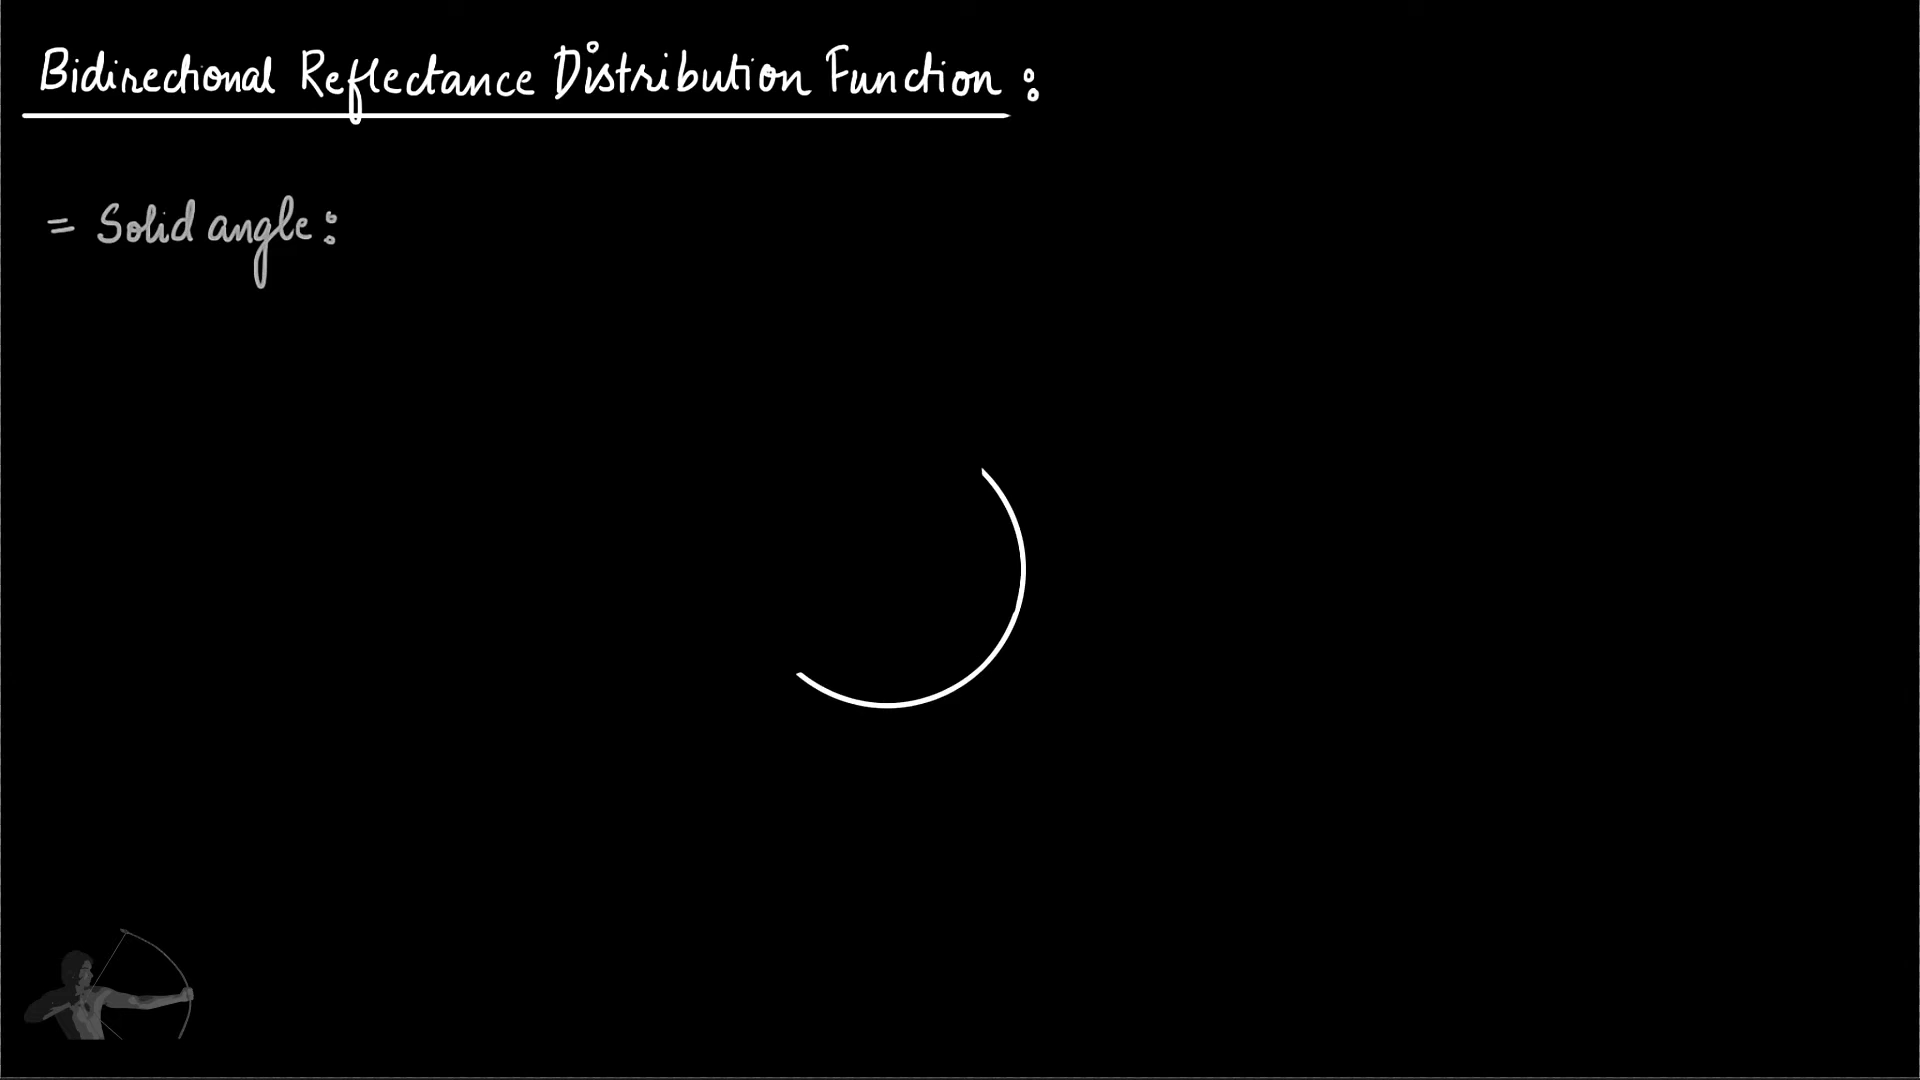 Bidirectional Reflectance Distribution Function :
= Solid angle :